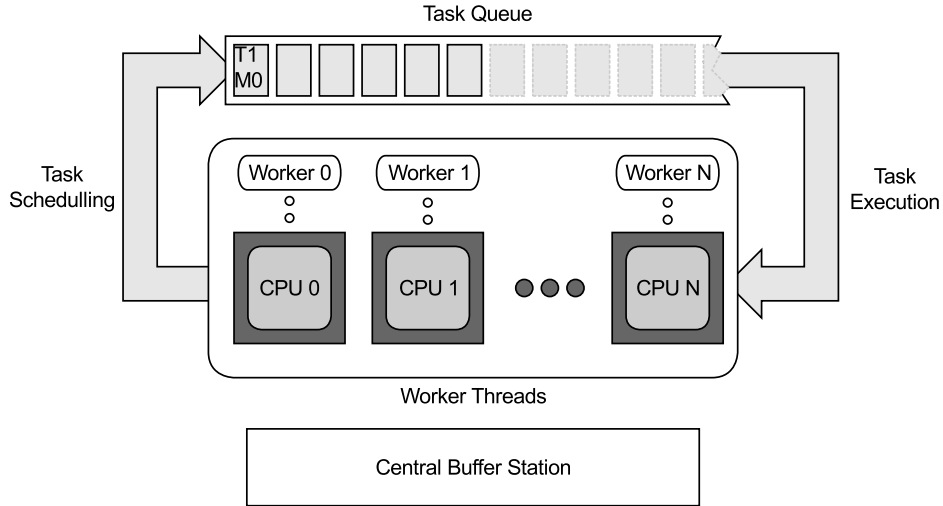 Task Queue
T1
M0
Worker 0
Worker 1
Worker N
Task
Schedulling
Task
Execution
CPU 0
CPU 1
CPU N
Worker Threads
Central Buffer Station